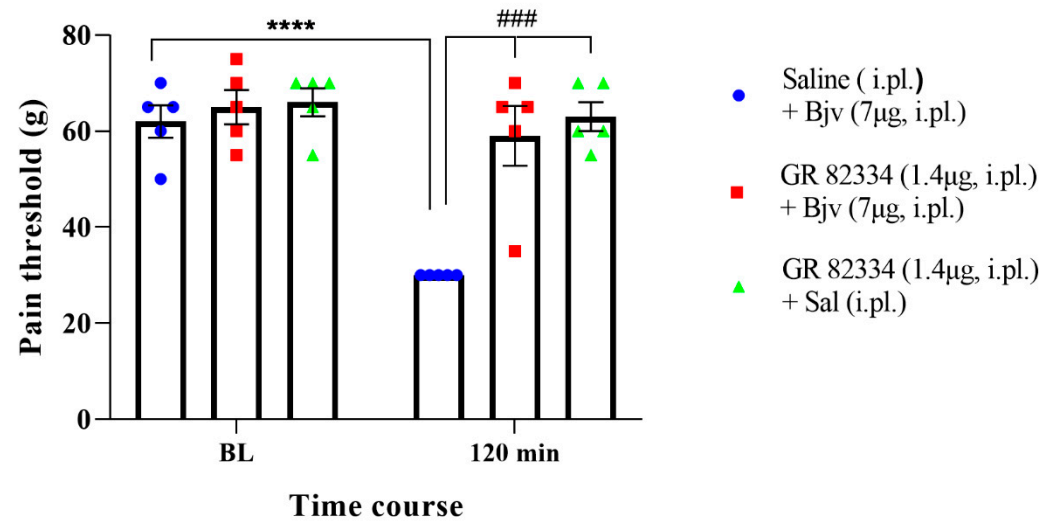 ****
###
80
60
40
20
0
Pain threshold (g)
BL
120 min
Time course
Saline ( i.pl.)
+ Bjv (7μg, i.pl.)
GR 82334 (1.4μg, i.pl.)
+ Bjv (7μg, i.pl.)
GR 82334 (1.4μg, i.pl.)
+ Sal (i.pl.)